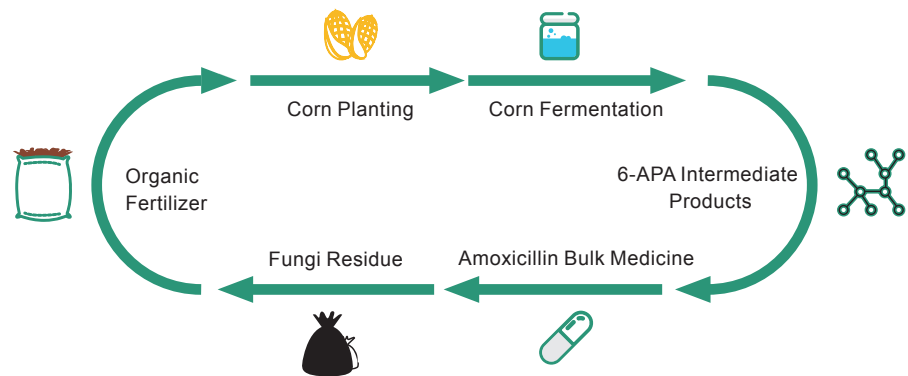 Corn Planting
Corn Fermentation
Organic
Fertilizer
6-APA Intermediate
Products
Fungi Residue
Amoxicillin Bulk Medicine